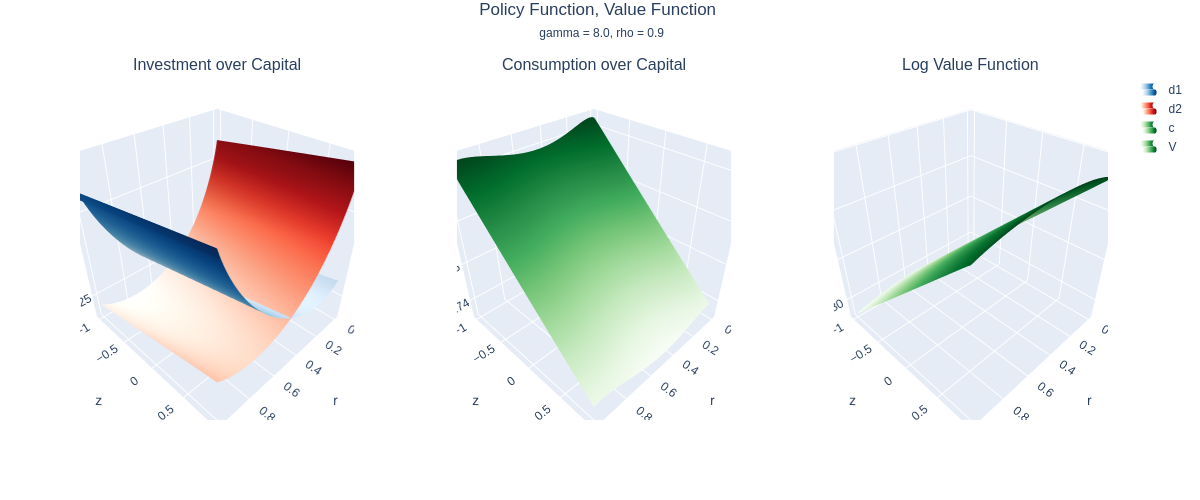 Policy Function, Value Function
gamma = 8.0, rho = 0.9
Investment over Capital
Consumption over Capital
Log Value Function
d1
d2
c
V
25
−1
−0.5
0
0.5
z
0.2
0.4
0.6
0.8
r
.74
−1
−0.5
0
0.5
z
0
0.2
0.4
0.6
0.8
r
−1
−0.5
0
0.5
z
0.2
0.4
0.6
0.8
r